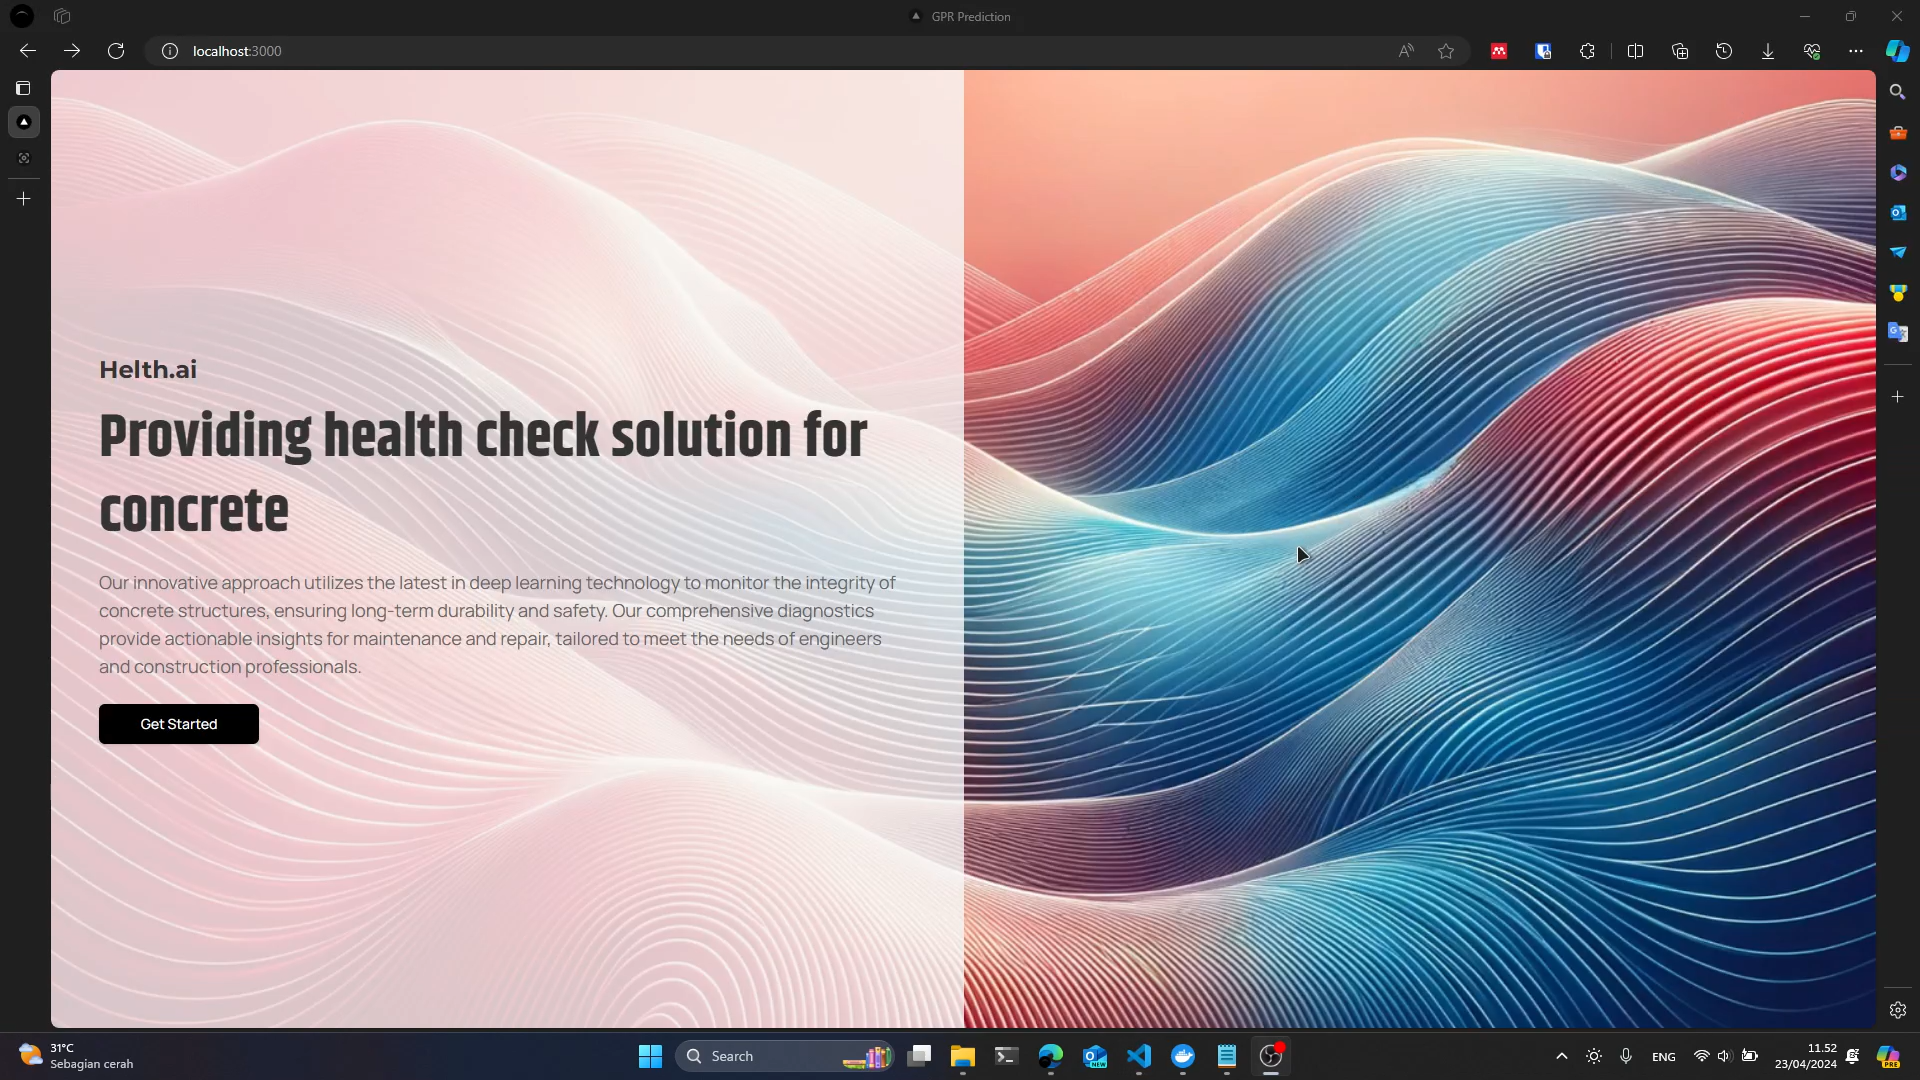 GPR Prediction
localhost:3000
Helth.ai
Providing health check solution for
concrete
Our innovative approach utilizes the latest in deep learning technology to monitor the integrity of
concrete structures, ensuring long-term durability and safety. Our comprehensive diagnostics
provide actionable insights for maintenance and repair, tailored to meet the needs of engineers
and construction professionals.
Get Started
31°C
Sebagian cerah
Search
NEW
ENG
11.52
23/04/2024
PRE